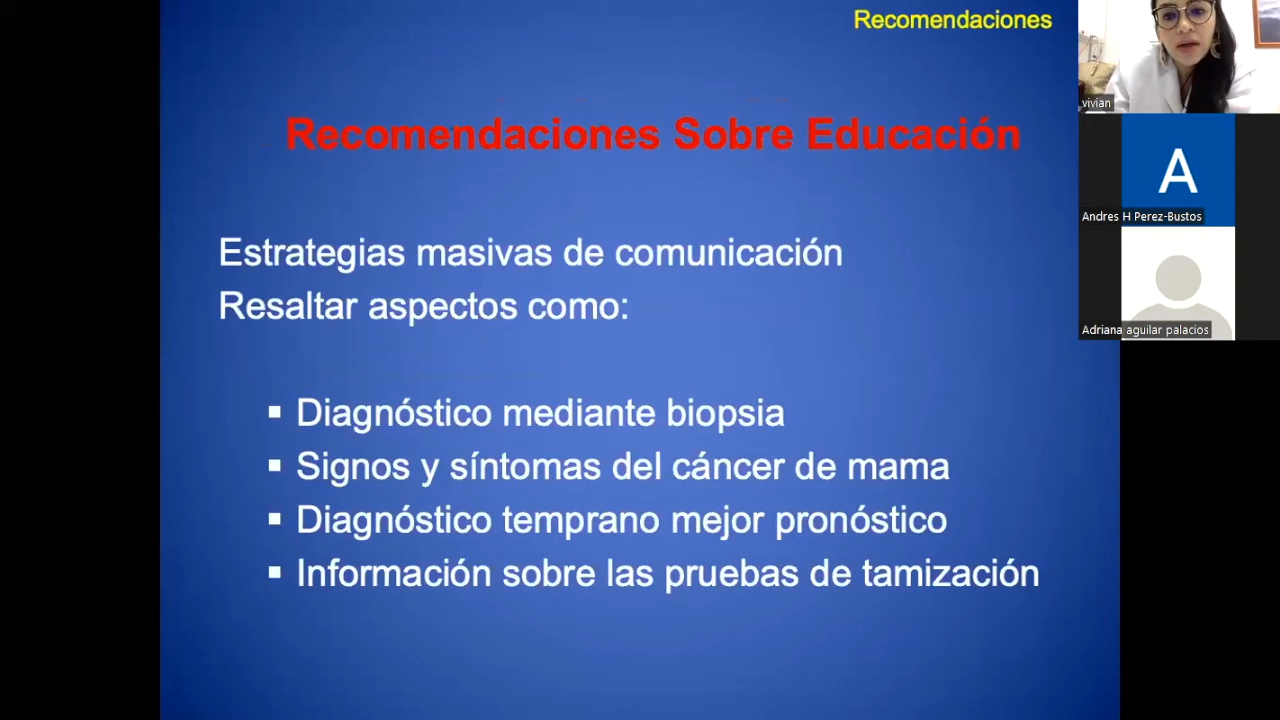 Recomendaciones
Recomendaciones Sobre Educación
Estrategias masivas de comunicación
Resaltar aspectos como:
▪ Diagnóstico mediante biopsia
▪ Signos y síntomas del cáncer de mama
▪ Diagnóstico temprano mejor pronóstico
▪ Información sobre las pruebas de tamización
vivian
A
Andres H Perez-Bustos
Adriana aguilar palacios